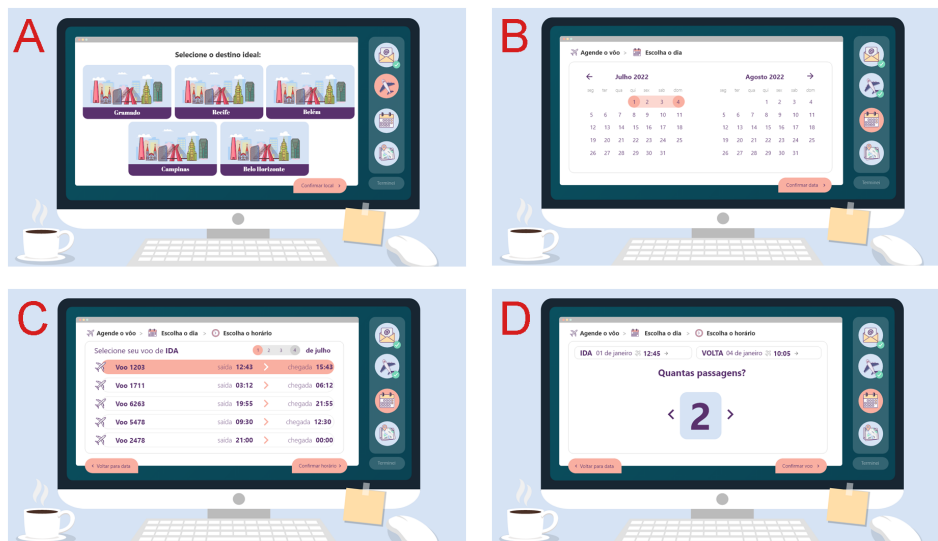 A
Selecione o destino ideal:
Gramado
Recife
Belém
Campinas
Belo Horizonte
Confirmar local >
Terminar
B
Agende o vôo > Escolha o dia
← Julho 2022
seg ter qua qui sex sáb dom
1 2 3 4
5 6 7 8 9 10 11
12 13 14 15 16 17 18
19 20 21 22 23 24 25
26 27 28 29 30 31
Agosto 2022 →
seg ter qua qui sex sáb dom
1 2 3 4
5 6 7 8 9 10 11
12 13 14 15 16 17 18
19 20 21 22 23 24 25
26 27 28 29 30 31
Confirmar data >
Terminar
C
Agende o vôo > Escolha o dia > Escolha o horário
Selecione seu voo de IDA 1 2 3 4 de julho
Voo 1203 saída 12:43 > chegada 15:43
Voo 1711 saída 03:12 > chegada 06:12
Voo 6263 saída 19:55 > chegada 21:55
Voo 5478 saída 09:30 > chegada 12:30
Voo 2478 saída 21:00 > chegada 00:00
< Voltar para data
Confirmar horário >
Terminar
D
Agende o vôo > Escolha o dia > Escolha o horário
IDA 01 de janeiro 12:45
VOLTA 04 de janeiro 10:05
Quantas passagens?
< 2 >
< Voltar para data
Confirmar voo >
Terminar